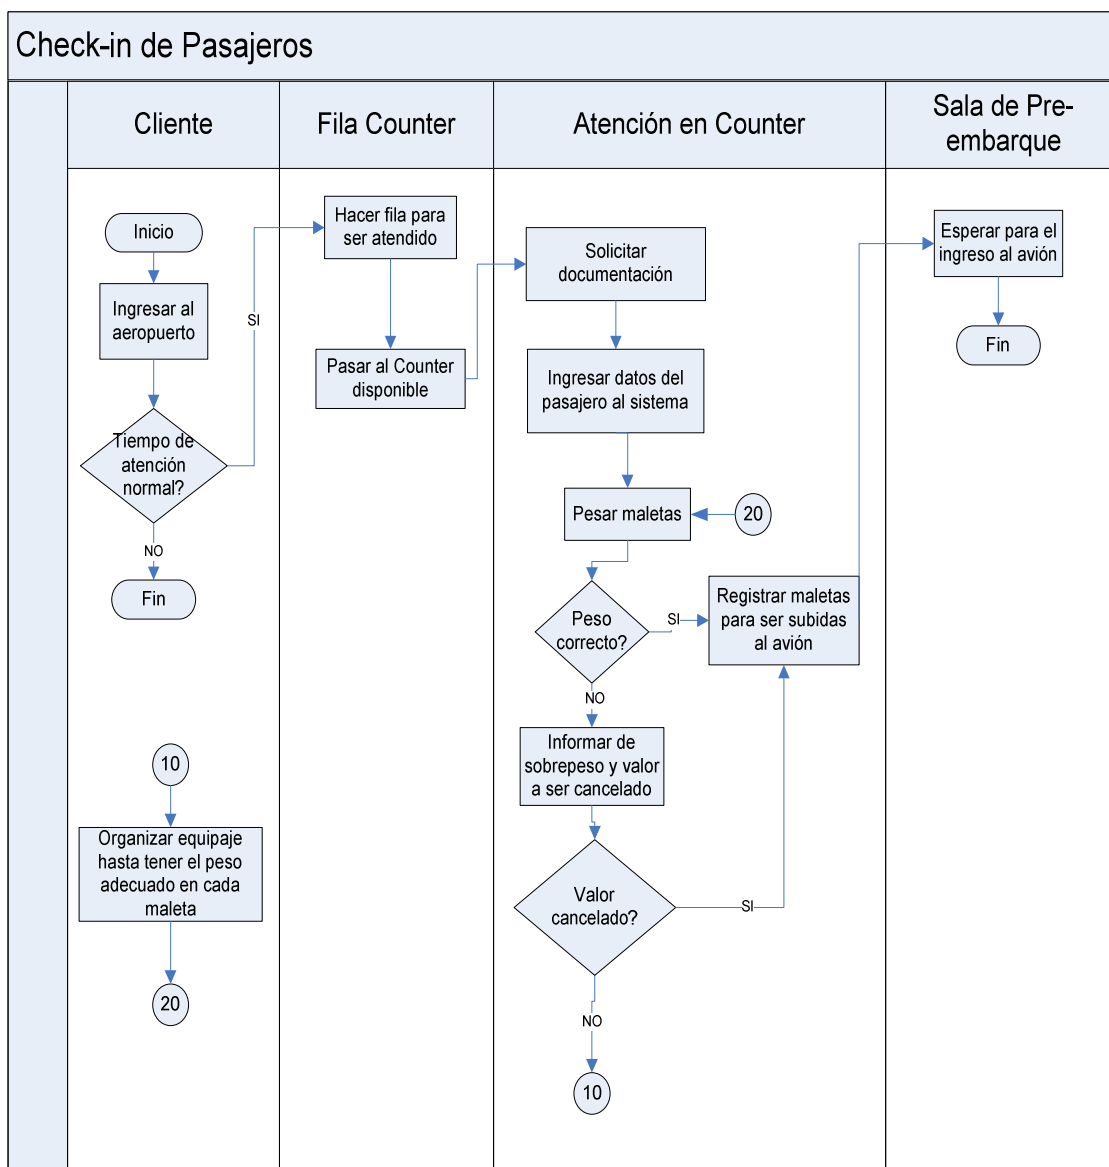 Check-in de Pasajeros
Cliente
Fila Counter
Atención en Counter
Sala de Pre-
embarque
Inicio
Ingresar al
aeropuerto
Tiempo de
atención
normal?
SI
NO
Fin
10
Organizar equipaje
hasta tener el peso
adecuado en cada
maleta
20
Hacer fila para
ser atendido
Pasar al Counter
disponible
Solicitar
documentación
Ingresar datos del
pasajero al sistema
Pesar maletas
20
Peso
correcto?
SI
Registrar maletas
para ser subidas
al avión
NO
Informar de
sobrepeso y valor
a ser cancelado
Valor
cancelado?
SI
NO
10
Esperar para el
ingreso al avión
Fin